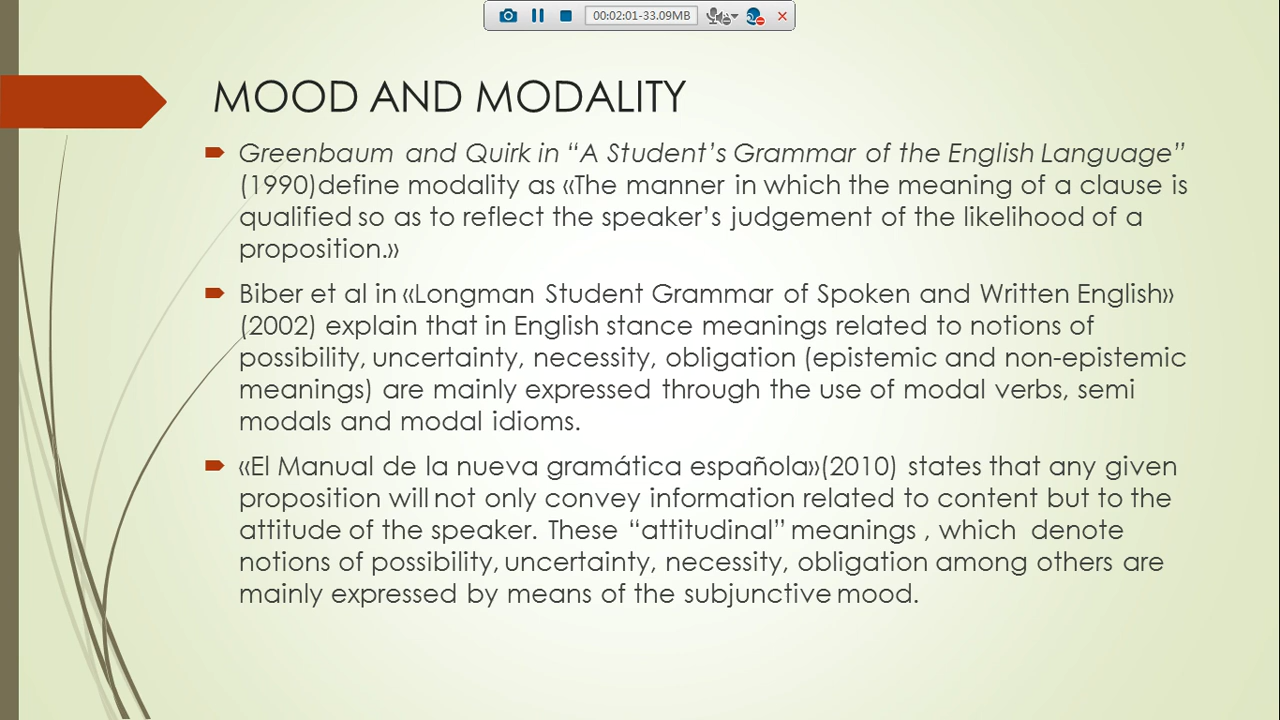 00:02:01-33.09MB
MOOD AND MODALITY
Greenbaum and Quirk in “A Student’s Grammar of the English Language”
(1990)define modality as «The manner in which the meaning of a clause is
qualified so as to reflect the speaker’s judgement of the likelihood of a
proposition.»
Biber et al in «Longman Student Grammar of Spoken and Written English»
(2002) explain that in English stance meanings related to notions of
possibility, uncertainty, necessity, obligation (epistemic and non-epistemic
meanings) are mainly expressed through the use of modal verbs, semi
modals and modal idioms.
«El Manual de la nueva gramática española»(2010) states that any given
proposition will not only convey information related to content but to the
attitude of the speaker. These “attitudinal” meanings , which denote
notions of possibility, uncertainty, necessity, obligation among others are
mainly expressed by means of the subjunctive mood.